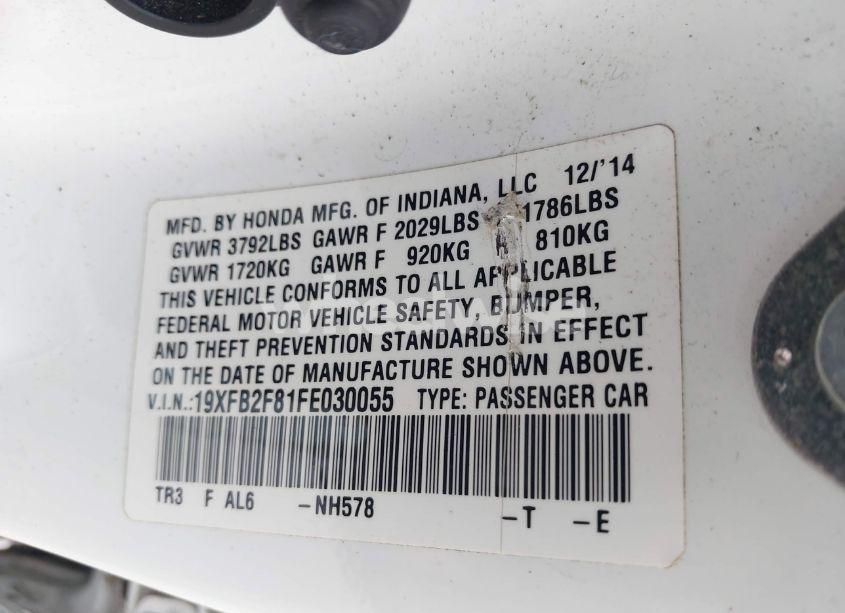 MFD. BY HONDA MFG. OF INDIANA, LLC 12/'14
GVWR 3792LBS GAWR F 2029LBS 1786LBS
GVWR 1720KG GAWR F 920KG R 810KG
THIS VEHICLE CONFORMS TO ALL APPLICABLE
FEDERAL MOTOR VEHICLE SAFETY, BUMPER,
AND THEFT PREVENTION STANDARDS IN EFFECT
ON THE DATE OF MANUFACTURE SHOWN ABOVE.
V.I.N.:19XFB2F81FE030055 TYPE: PASSENGER CAR
TR3 F AL6 -NH578 -T -E